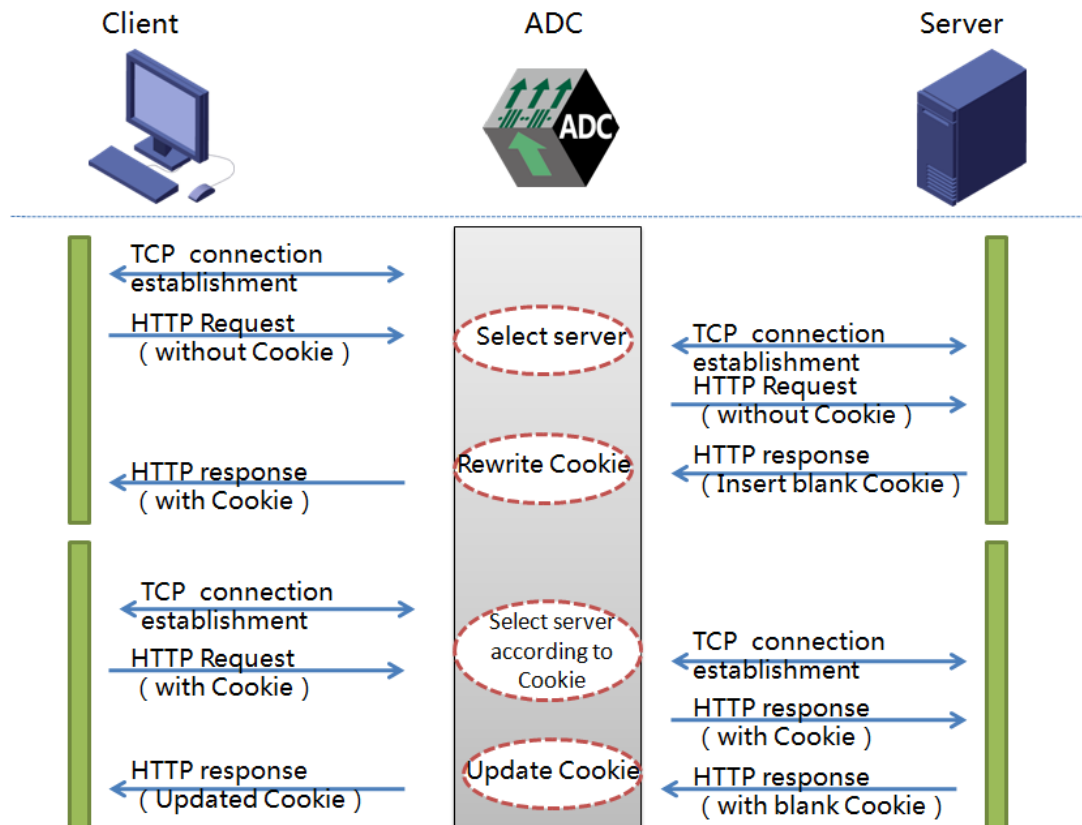 Client
ADC
Server
ADC
TCP connection
establishment
HTTP Request
( without Cookie )
Select server
TCP connection
establishment
HTTP Request
( without Cookie )
HTTP response
( Insert blank Cookie )
Rewrite Cookie
HTTP response
( with Cookie )
TCP connection
establishment
HTTP Request
( with Cookie )
Select server
according to
Cookie
TCP connection
establishment
HTTP response
( with Cookie )
HTTP response
( with blank Cookie )
Update Cookie
HTTP response
( Updated Cookie )